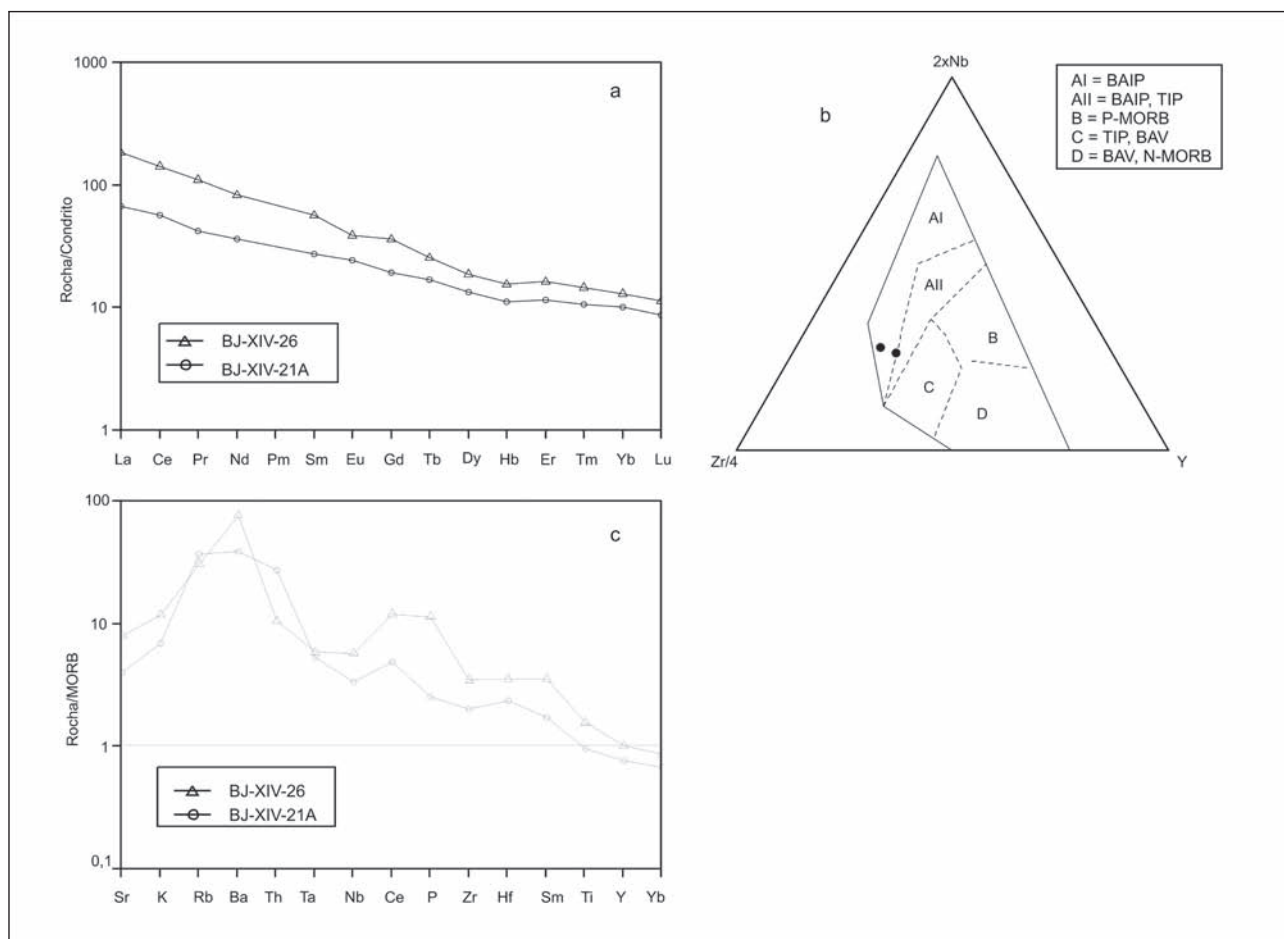 1000
100
10
1
Rocha/Condrito
a
BJ-XIV-26
BJ-XIV-21A
La Ce Pr Nd Pm Sm Eu Gd Tb Dy Hb Er Tm Yb Lu
b
2xNb
Zr/4
Y
AI
AII
B
C
D
AI = BAIP
AII = BAIP, TIP
B = P-MORB
C = TIP, BAV
D = BAV, N-MORB
100
10
1
0,1
Rocha/MORB
c
BJ-XIV-26
BJ-XIV-21A
Sr K Rb Ba Th Ta Nb Ce P Zr Hf Sm Ti Y Yb